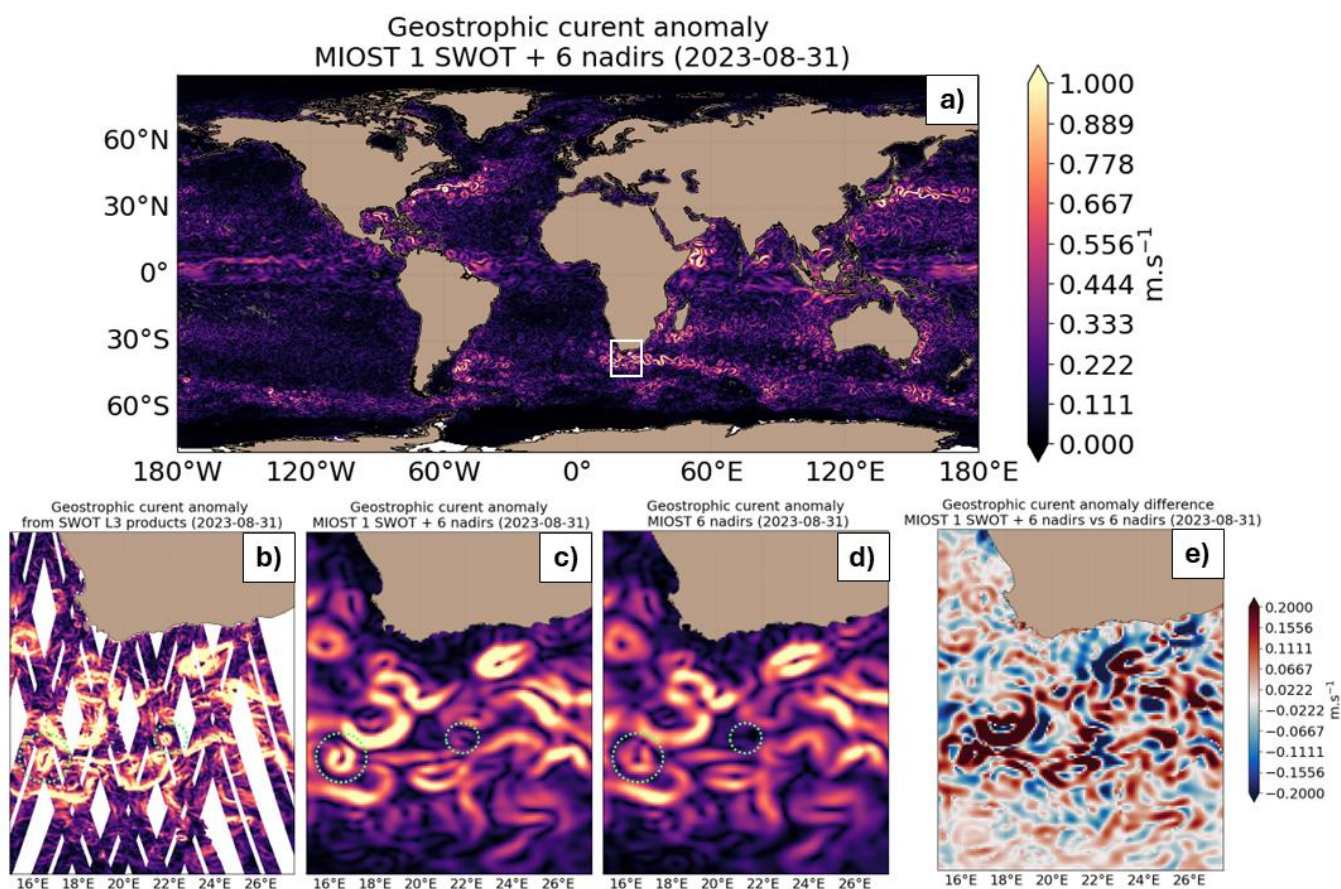 Geostrophic curent anomaly
MIOST 1 SWOT + 6 nadirs (2023-08-31)
a)
60°N
30°N
0°
30°S
60°S
180°W 120°W 60°W 0° 60°E 120°E 180°E
1.000
0.889
0.778
0.667
0.556
0.444
0.333
0.222
0.111
0.000
m.s⁻¹
Geostrophic curent anomaly
from SWOT L3 products (2023-08-31)
b)
16°E 18°E 20°E 22°E 24°E 26°E
Geostrophic curent anomaly
MIOST 1 SWOT + 6 nadirs (2023-08-31)
c)
16°E 18°E 20°E 22°E 24°E 26°E
Geostrophic curent anomaly
MIOST 6 nadirs (2023-08-31)
d)
16°E 18°E 20°E 22°E 24°E 26°E
Geostrophic curent anomaly difference
MIOST 1 SWOT + 6 nadirs vs 6 nadirs (2023-08-31)
e)
16°E 18°E 20°E 22°E 24°E 26°E
0.2000
0.1556
0.1111
0.0667
0.0222
−0.0222
−0.0667
−0.1111
−0.1556
−0.2000
m.s⁻¹